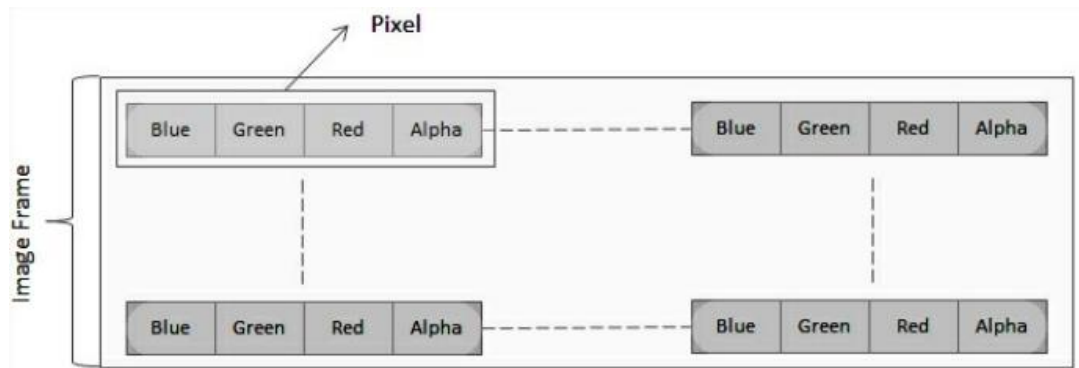 Pixel
Blue Green Red Alpha Blue Green Red Alpha
Image Frame
Blue Green Red Alpha Blue Green Red Alpha